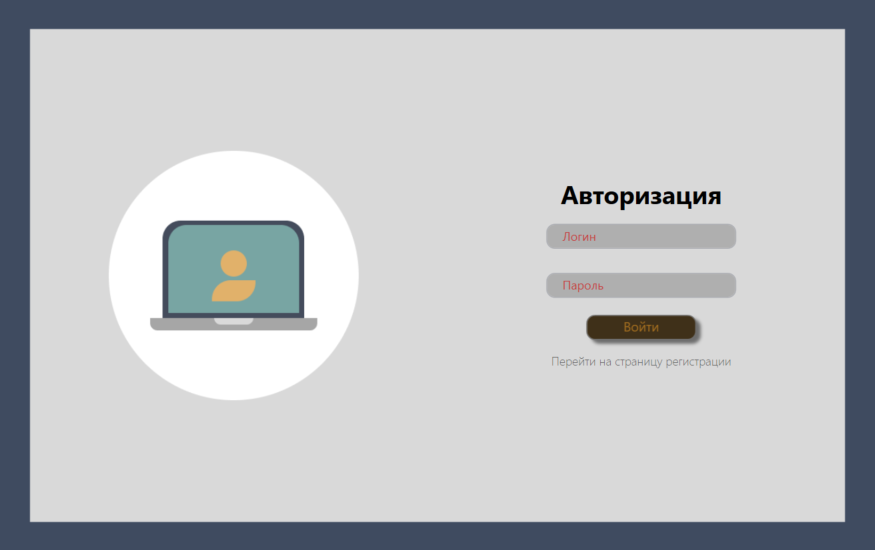 Авторизация
Логин
Пароль
Войти
Перейти на страницу регистрации